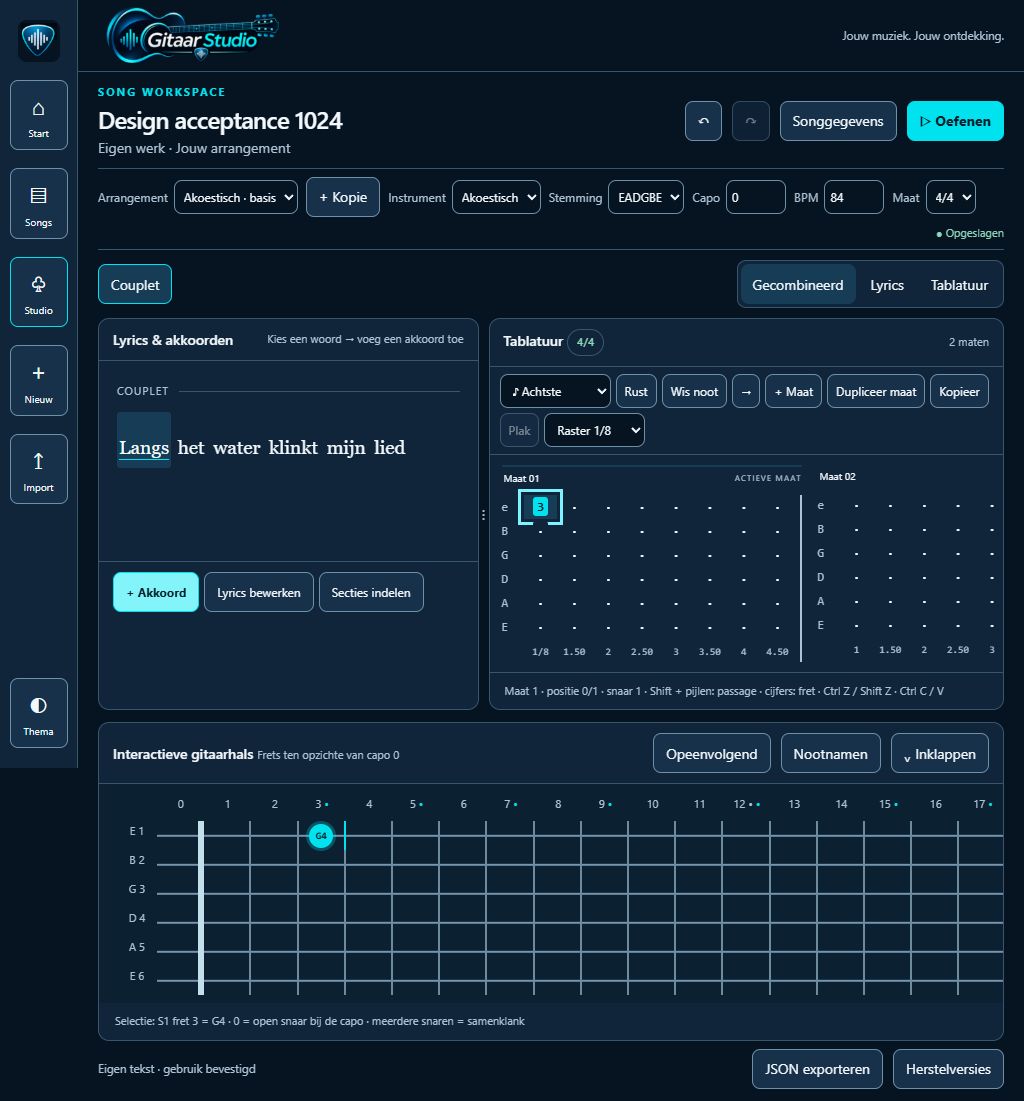 Gitaar Studio
Jouw muziek. Jouw ontdekking.
Start
Songs
Studio
Nieuw
Import
Thema
SONG WORKSPACE
Design acceptance 1024
Eigen werk · Jouw arrangement
Songgegevens
Oefenen
Arrangement Akoestisch · basis + Kopie Instrument Akoestisch Stemming EADGBE Capo 0 BPM 84 Maat 4/4
Opgeslagen
Couplet
Gecombineerd Lyrics Tablatuur
Lyrics & akkoorden Kies een woord → voeg een akkoord toe
COUPLET
Langs het water klinkt mijn lied
+ Akkoord Lyrics bewerken Secties indelen
Tablatuur 4/4 2 maten
♪ Achtste Rust Wis noot → + Maat Dupliceer maat Kopieer
Plak Raster 1/8
Maat 01 ACTIEVE MAAT Maat 02
e 3 e
B B
G G
D D
A A
E E
1/8 1.50 2 2.50 3 3.50 4 4.50 1 1.50 2 2.50 3
Maat 1 · positie 0/1 · snaar 1 · Shift + pijlen: passage · cijfers: fret · Ctrl Z / Shift Z · Ctrl C / V
Interactieve gitaarhals Frets ten opzichte van capo 0
Opeenvolgend Nootnamen Inklappen
0 1 2 3 • 4 5 • 6 7 • 8 9 • 10 11 12 • • 13 14 15 • 16 17 •
E 1 G4
B 2
G 3
D 4
A 5
E 6
Selectie: S1 fret 3 = G4 · 0 = open snaar bij de capo · meerdere snaren = samenklank
Eigen tekst · gebruik bevestigd
JSON exporteren Herstelversies